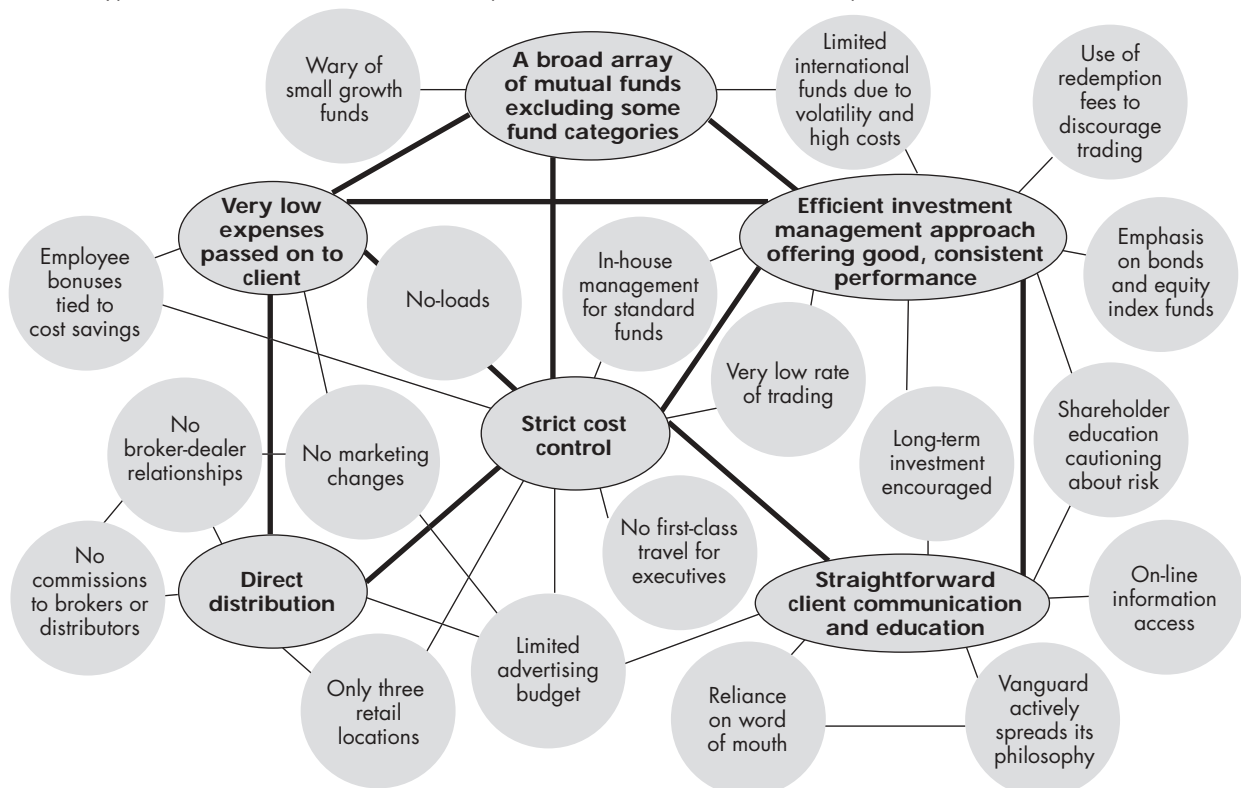 Wary of
small growth
funds
A broad array
of mutual funds
excluding some
fund categories
Limited
international
funds due to
volatility and
high costs
Use of
redemption
fees to
discourage
trading
Very low
expenses
passed on to
client
Efficient investment
management approach
offering good, consistent
performance
Employee
bonuses
tied to
cost savings
No-loads
In-house
management
for standard
funds
Emphasis
on bonds
and equity
index funds
Very low rate
of trading
No
broker-dealer
relationships
No marketing
changes
Strict cost
control
Long-term
investment
encouraged
Shareholder
education
cautioning
about risk
No
commissions
to brokers or
distributors
Direct
distribution
No first-class
travel for
executives
Straightforward
client communication
and education
On-line
information
access
Only three
retail
locations
Limited
advertising
budget
Reliance
on word
of mouth
Vanguard
actively
spreads its
philosophy